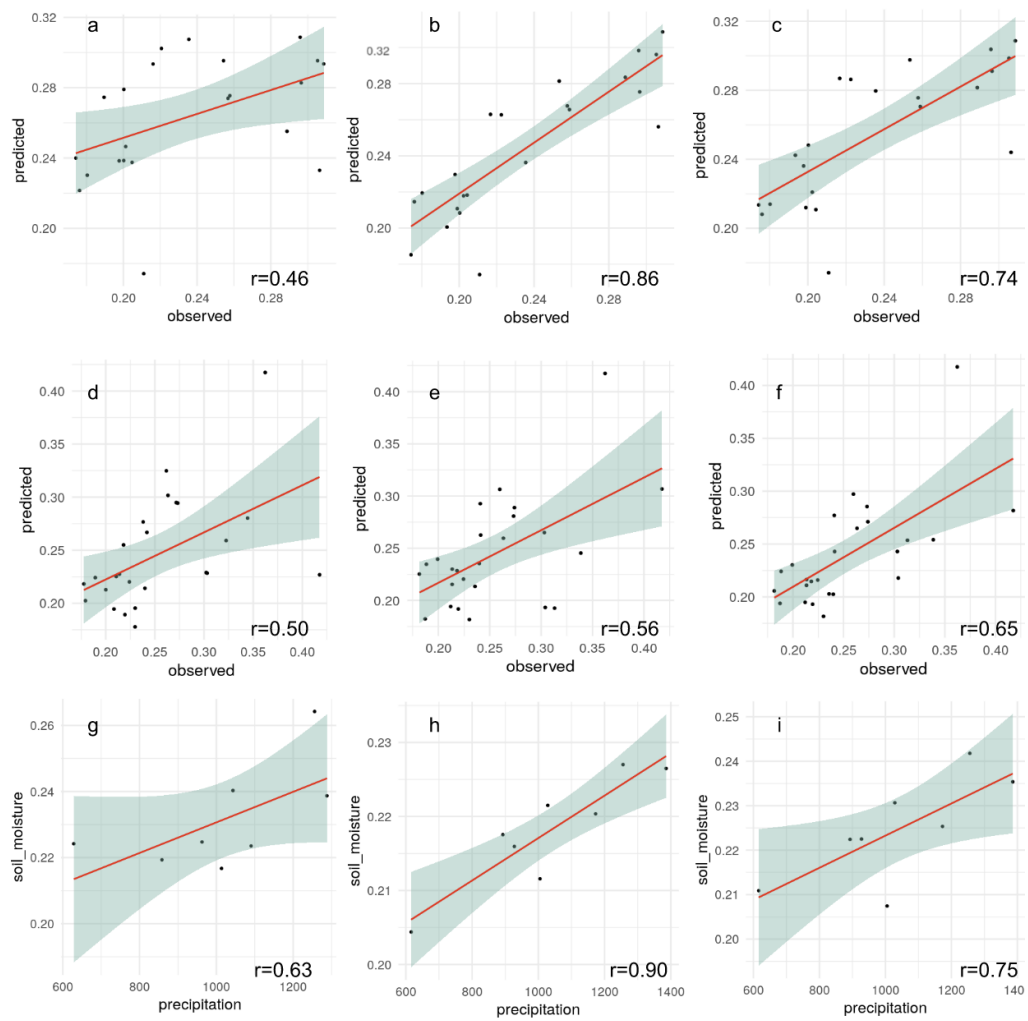 a
b
c
0.32
0.28
0.24
0.20
predicted
0.32
0.28
0.24
0.20
predicted
0.32
0.28
0.24
0.20
predicted
r=0.46
r=0.86
r=0.74
0.20 0.24 0.28
0.20 0.24 0.28
0.20 0.24 0.28
observed
observed
observed
d
e
f
0.40
0.35
0.30
0.25
0.20
predicted
0.40
0.35
0.30
0.25
0.20
predicted
0.40
0.35
0.30
0.25
0.20
predicted
r=0.50
r=0.56
r=0.65
0.20 0.25 0.30 0.35 0.40
0.20 0.25 0.30 0.35 0.40
0.20 0.25 0.30 0.35 0.40
observed
observed
observed
g
h
i
0.26
0.24
0.22
0.20
soil_moisture
0.23
0.22
0.21
0.20
soil_moisture
0.25
0.24
0.23
0.22
0.21
0.20
soil_moisture
r=0.63
r=0.90
r=0.75
600 800 1000 1200
600 800 1000 1200 1400
600 800 1000 1200 140
precipitation
precipitation
precipitation